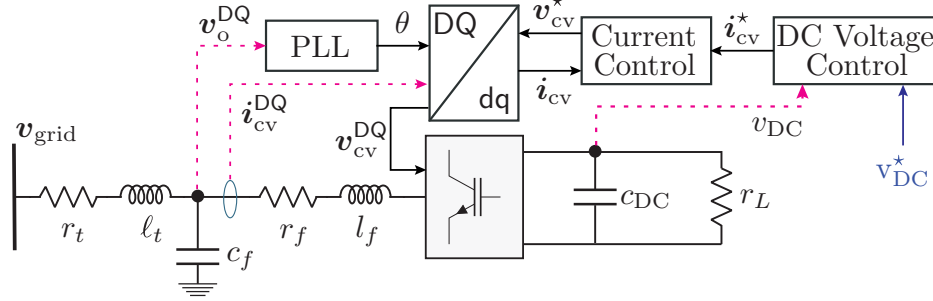 v_o^DQ
PLL
θ
DQ
dq
v_cv^⋆
i_cv
Current
Control
i_cv^⋆
DC Voltage
Control
i_cv^DQ
v_cv^DQ
v_DC
v_DC^⋆
v_grid
r_t
ℓ_t
c_f
r_f
l_f
c_DC
r_L